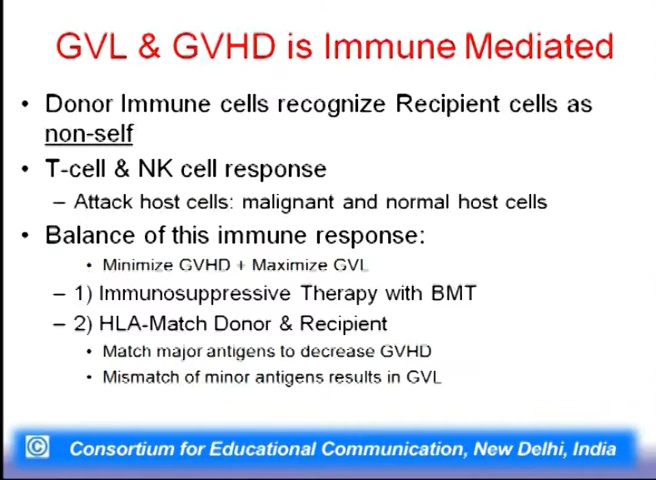 GVL & GVHD is Immune Mediated
• Donor Immune cells recognize Recipient cells as
non-self
• T-cell & NK cell response
– Attack host cells: malignant and normal host cells
• Balance of this immune response:
• Minimize GVHD + Maximize GVL
– 1) Immunosuppressive Therapy with BMT
– 2) HLA-Match Donor & Recipient
• Match major antigens to decrease GVHD
• Mismatch of minor antigens results in GVL
© Consortium for Educational Communication, New Delhi, India